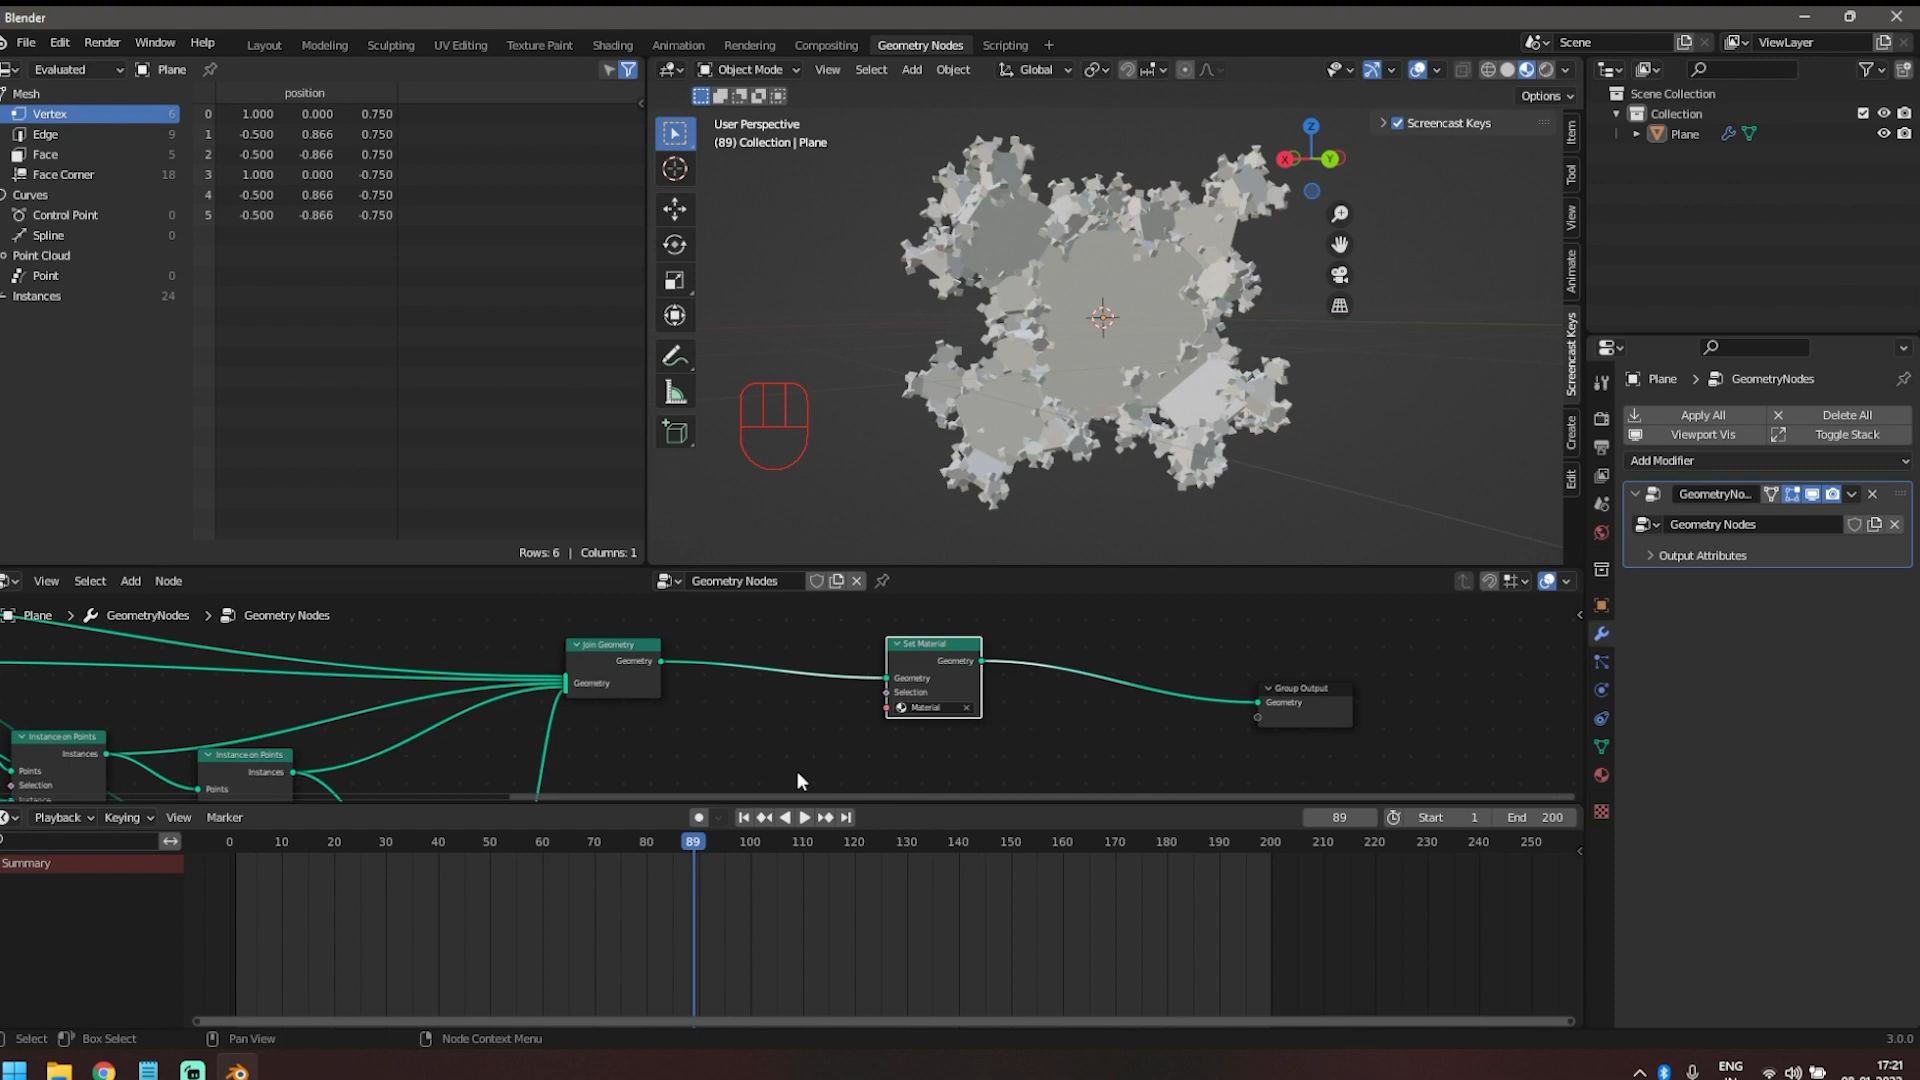 Blender
File Edit Render Window Help Layout Modeling Sculpting UV Editing Texture Paint Shading Animation Rendering Compositing Geometry Nodes Scripting + Scene ViewLayer
Evaluated Plane
Mesh
Vertex 6
Edge 9
Face 5
Face Corner 18
Curves
Control Point 0
Spline 0
Point Cloud
Point 0
Instances 24
position
0 1.000 0.000 0.750
1 -0.500 0.866 0.750
2 -0.500 -0.866 0.750
3 1.000 0.000 -0.750
4 -0.500 0.866 -0.750
5 -0.500 -0.866 -0.750
Rows: 6 | Columns: 1
Object Mode View Select Add Object Global
Options
User Perspective
(89) Collection | Plane
Screencast Keys
Z
X
Y
Item
Tool
View
Animate
Screencast Keys
Create
Edit
Scene Collection
Collection
Plane
Plane > GeometryNodes
Apply All Delete All
Viewport Vis Toggle Stack
Add Modifier
GeometryNo...
Geometry Nodes
Output Attributes
View Select Add Node Geometry Nodes
Plane > GeometryNodes > Geometry Nodes
Join Geometry
Geometry
Geometry
Set Material
Geometry
Geometry
Selection
Material
Group Output
Geometry
Instance on Points
Instances
Points
Selection
Instance
Instance on Points
Instances
Points
Playback Keying View Marker 89 Start 1 End 200
0 10 20 30 40 50 60 70 80 89 100 110 120 130 140 150 160 170 180 190 200 210 220 230 240 250
Summary
Select Box Select Pan View Node Context Menu 3.0.0
ENG
IN
17:21
08-01-2022